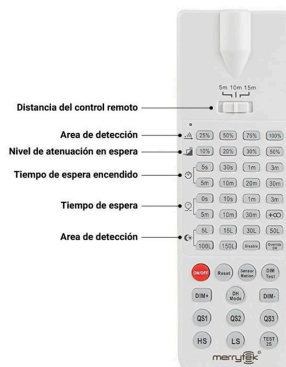 5m 10m 15m
Distancia del control remoto
Area de detección 25% 50% 75% 100%
Nivel de atenuación en espera 10% 20% 30% 60%
5s 30s 1m 3m
Tiempo de espera encendido
5m 10m 20m 30m
0s 10s 1m 3m
Tiempo de espera
5m 10m 30m +∞
Area de detección 5L 15L 30L 50L
100L 150L Disable
ON/OFF Reset Sensor Motion DIM Test
DIM+ DH Mode DIM-
QS1 QS2 QS3
HS LS TEST 2S
merrytek